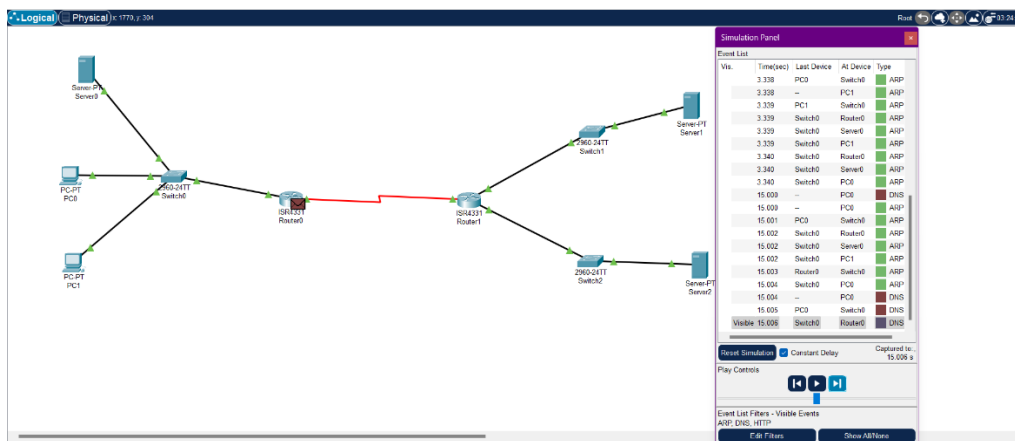 Logical Physical x: 1770, y: 304 Root 03:24
Simulation Panel
Event List
Vis. Time(sec) Last Device At Device Type
3.338 PC0 Switch0 ARP
3.338 -- PC1 ARP
3.339 PC1 Switch0 ARP
3.339 Switch0 Router0 ARP
3.339 Switch0 Server0 ARP
3.339 Switch0 PC1 ARP
3.340 Switch0 Router0 ARP
3.340 Switch0 Server0 ARP
3.340 Switch0 PC0 ARP
15.000 -- PC0 DNS
15.000 -- PC0 ARP
15.001 PC0 Switch0 ARP
15.002 Switch0 Router0 ARP
15.002 Switch0 Server0 ARP
15.002 Switch0 PC1 ARP
15.003 Router0 Switch0 ARP
15.004 Switch0 PC0 ARP
15.004 -- PC0 DNS
15.005 PC0 Switch0 DNS
Visible 15.006 Switch0 Router0 DNS
Reset Simulation Constant Delay
Captured to:
15.006 s
Play Controls
Event List Filters - Visible Events
ARP, DNS, HTTP
Edit Filters Show All/None
Server-PT
Server0
PC-PT
PC0
PC-PT
PC1
2960-24TT
Switch0
ISR4331
Router0
ISR4331
Router1
2960-24TT
Switch1
Server-PT
Server1
2960-24TT
Switch2
Server-PT
Server2